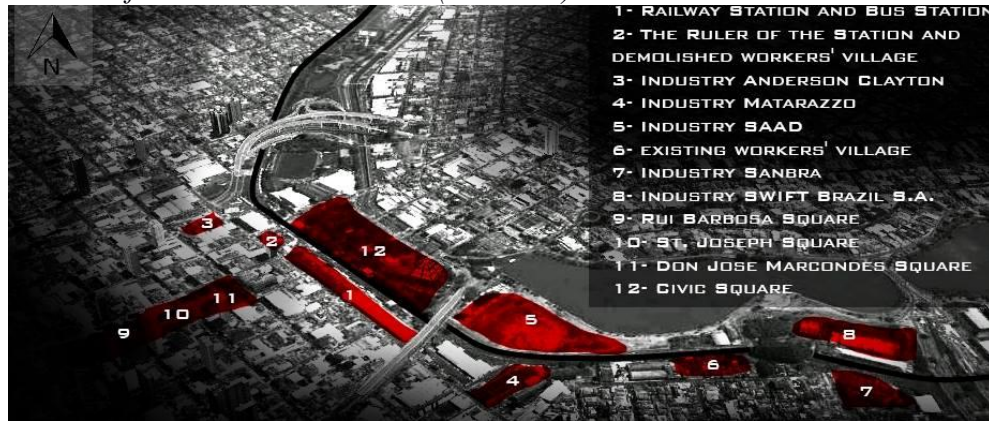 N
1- RAILWAY STATION AND BUS STATION
2- THE RULER OF THE STATION AND
DEMOLISHED WORKERS' VILLAGE
3- INDUSTRY ANDERSON CLAYTON
4- INDUSTRY MATARAZZO
5- INDUSTRY SAAD
6- EXISTING WORKERS' VILLAGE
7- INDUSTRY SANBRA
8- INDUSTRY SWIFT BRAZIL S.A.
9- RUI BARBOSA SQUARE
10- ST. JOSEPH SQUARE
11- DON JOSE MARCONDES SQUARE
12- CIVIC SQUARE
3
2
12
11
1
10
9
5
8
6
4
7